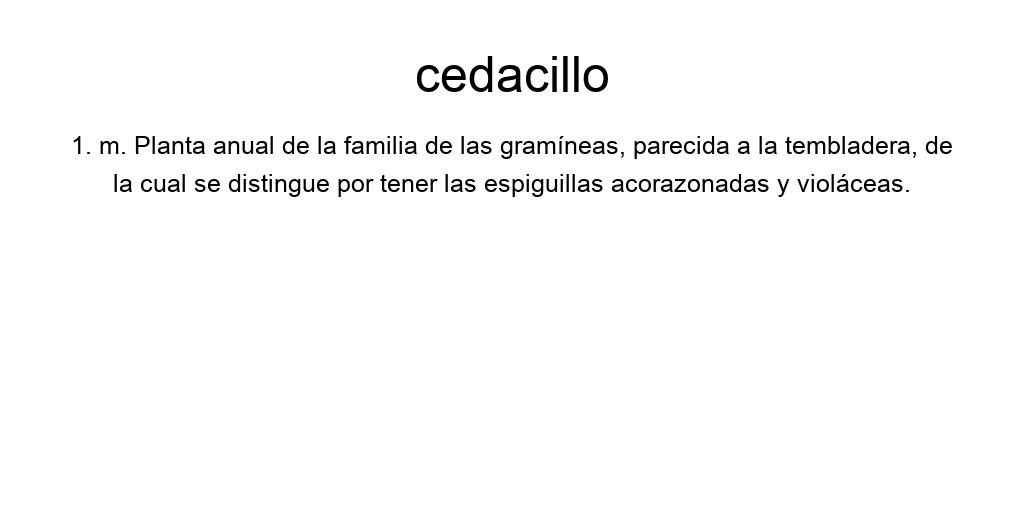 cedacillo
1. m. Planta anual de la familia de las gramíneas, parecida a la tembladera, de
la cual se distingue por tener las espiguillas acorazonadas y violáceas.